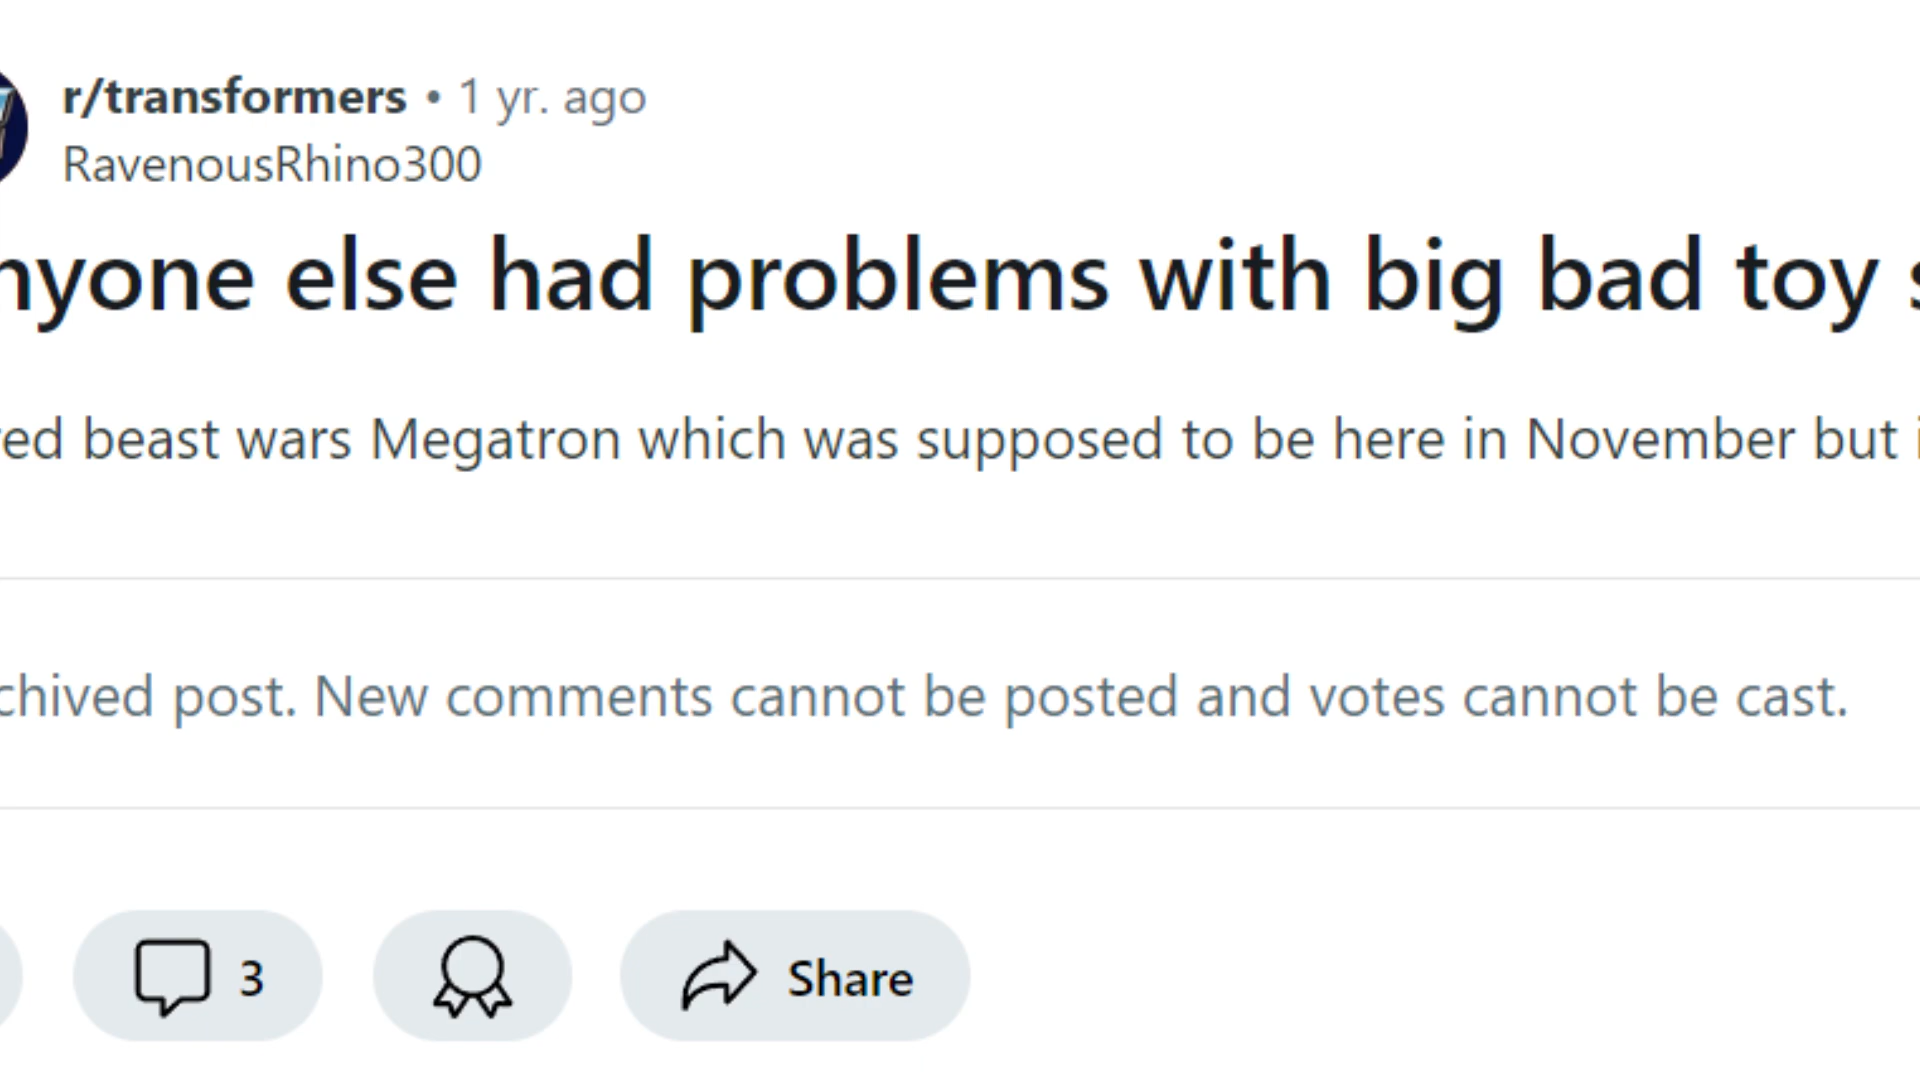 r/transformers • 1 yr. ago
RavenousRhino300
nyone else had problems with big bad toy s
ed beast wars Megatron which was supposed to be here in November but i
chived post. New comments cannot be posted and votes cannot be cast.
3 Share